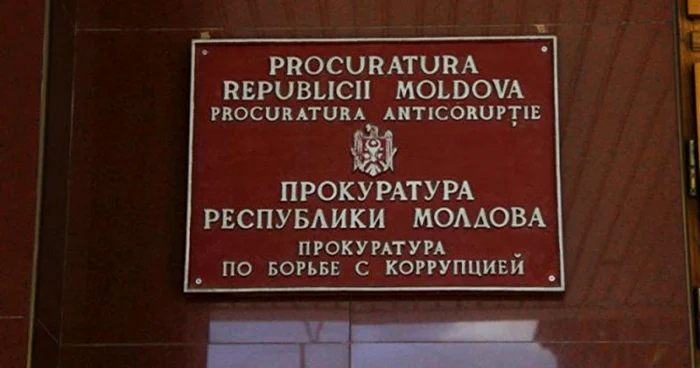 PROCURATURA
REPUBLICII MOLDOVA
PROCURATURA ANTICORUPȚIE
ПРОКУРАТУРА
РЕСПУБЛИКИ МОЛДОВА
ПРОКУРАТУРА
ПО БОРЬБЕ С КОРРУПЦИЕЙ